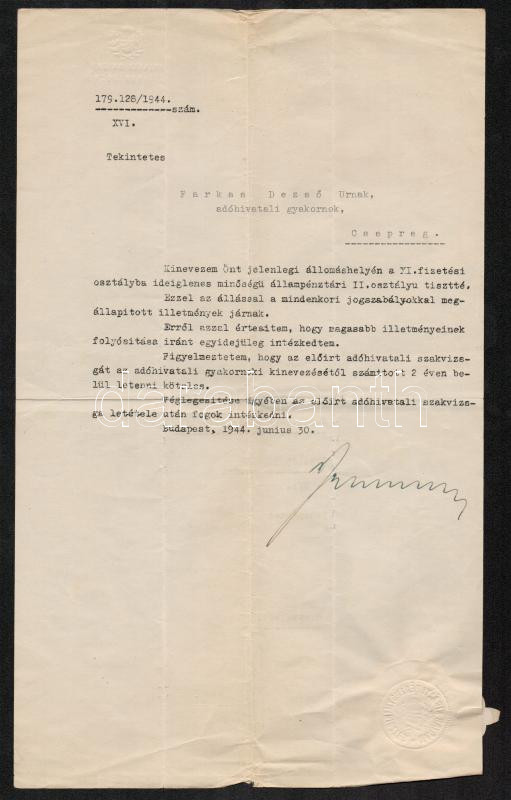 179.128/1944.
szám.
XVI.
Tekintetes
Farkas Dezső Urnak,
adóhivatali gyakornok,
Csepreg.
Kinevezem Önt jelenlegi állomáshelyén a XI.fizetési
osztályba ideiglenes minőségü állampénztári II.osztályu tisztté.
Ezzel az állással a mindenkori jogszabályokkal meg-
állapitott illetmények járnak.
Erről azzal értesitem, hogy magasabb illetményeinek
folyósitása iránt egyidejüleg intézkedtem.
Figyelmeztetem, hogy az előirt adóhivatali szakvizs-
gát az adóhivatali gyakornoki kinevezésétől számitott 2 éven be-
lül letenni köteles.
Véglegesitése ügyében az előirt adóhivatali szakvizs-
ga letétele után fogok intézkedni.
Budapest, 1944. junius 30.
darabanth